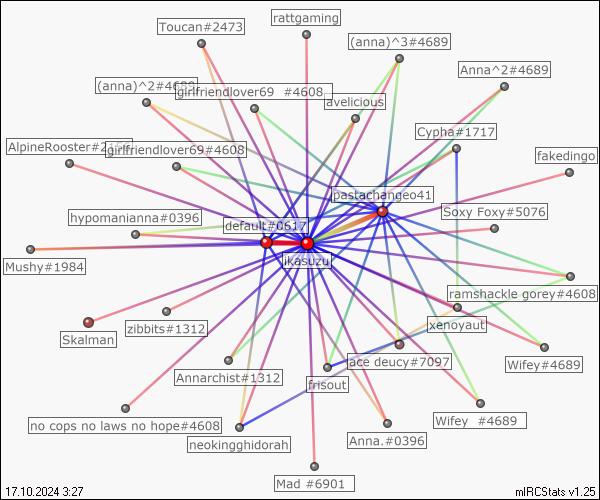 rattgaming
Toucan#2473
(anna)^3#4689
Anna^2#4689
(anna)^2#4689
girlfriendlover69 #4608
avelicious
Cypha#1717
AlpineRooster#2
girlfriendlover69#4608
fakedingo
pastachangeo41
hypomanianna#0396
default#0617
Soxy Foxy#5076
ikasuzu
Mushy#1984
ramshackle gorey#4608
Skalman
zibbits#1312
xenoyaut
ace deucy#7097
Wifey#4689
Annarchist#1312
frisout
no cops no laws no hope#4608
neokingghidorah
Anna.#0396
Wifey #4689
Mad #6901
17.10.2024 3:27
mIRCStats v1.25